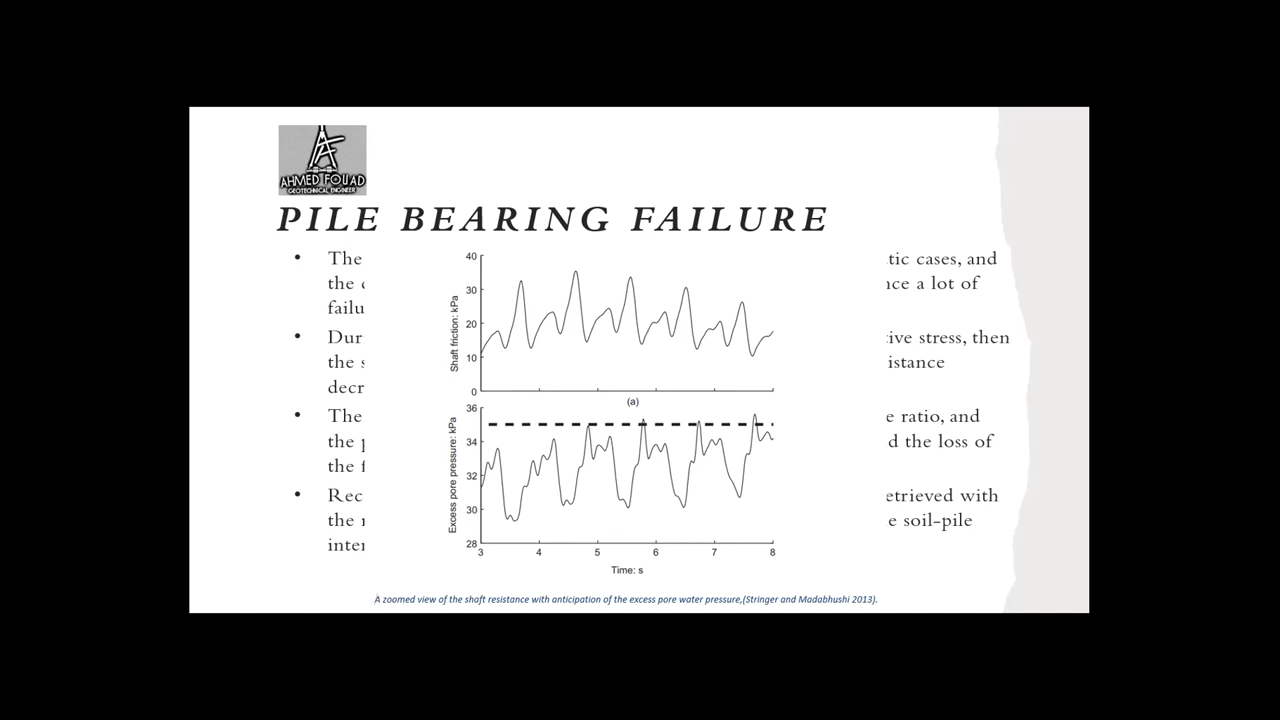 AHMED FOUAD
GEOTECHNICAL ENGINEER
PILE BEARING FAILURE
• The tic cases, and
the nce a lot of
failu
• Dur tive stress, then
the s istance
decr
• The e ratio, and
the p d the loss of
the f
• Rec etrieved with
the r e soil-pile
inter
40
30
20
10
0
Shaft friction: kPa
(a)
36
34
32
30
28
Excess pore pressure: kPa
3 4 5 6 7 8
Time: s
A zoomed view of the shaft resistance with anticipation of the excess pore water pressure,(Stringer and Madabhushi 2013).